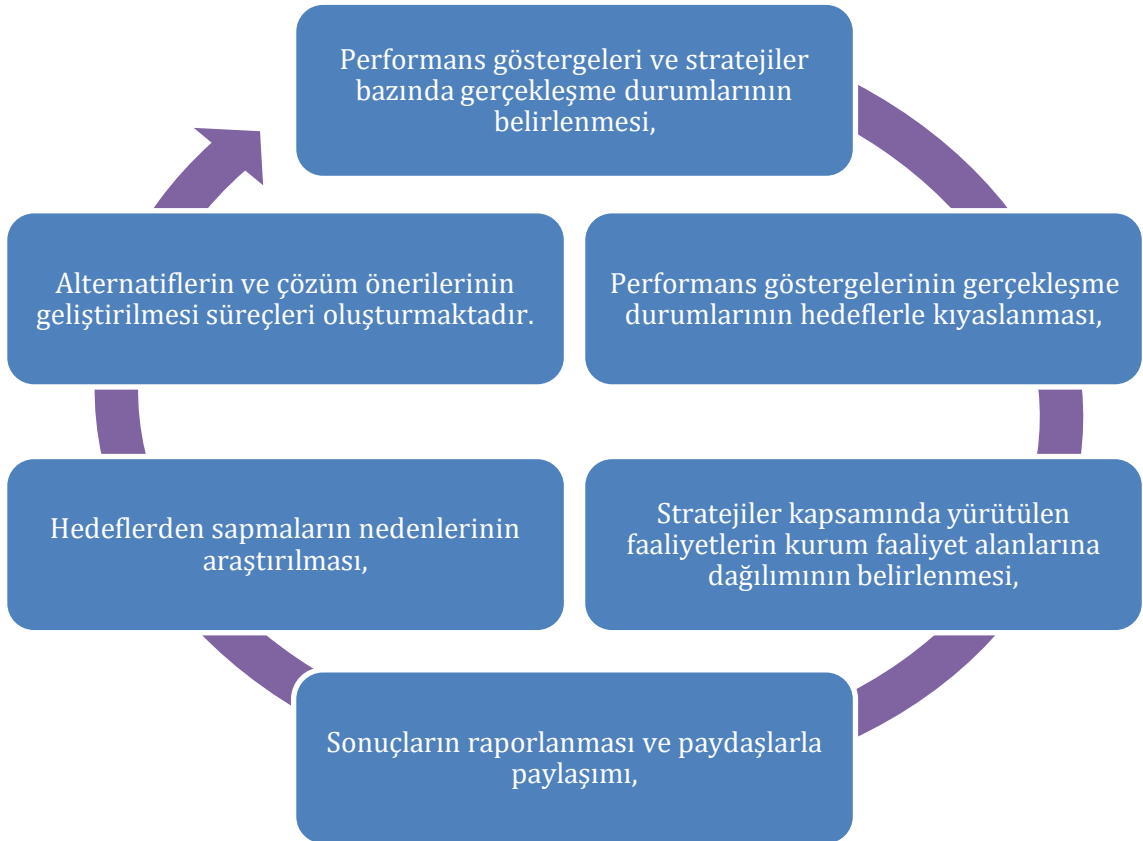 Performans göstergeleri ve stratejiler
bazında gerçekleşme durumlarının
belirlenmesi,
Performans göstergelerinin gerçekleşme
durumlarının hedeflerle kıyaslanması,
Stratejiler kapsamında yürütülen
faaliyetlerin kurum faaliyet alanlarına
dağılımının belirlenmesi,
Sonuçların raporlanması ve paydaşlarla
paylaşımı,
Hedeflerden sapmaların nedenlerinin
araştırılması,
Alternatiflerin ve çözüm önerilerinin
geliştirilmesi süreçleri oluşturmaktadır.